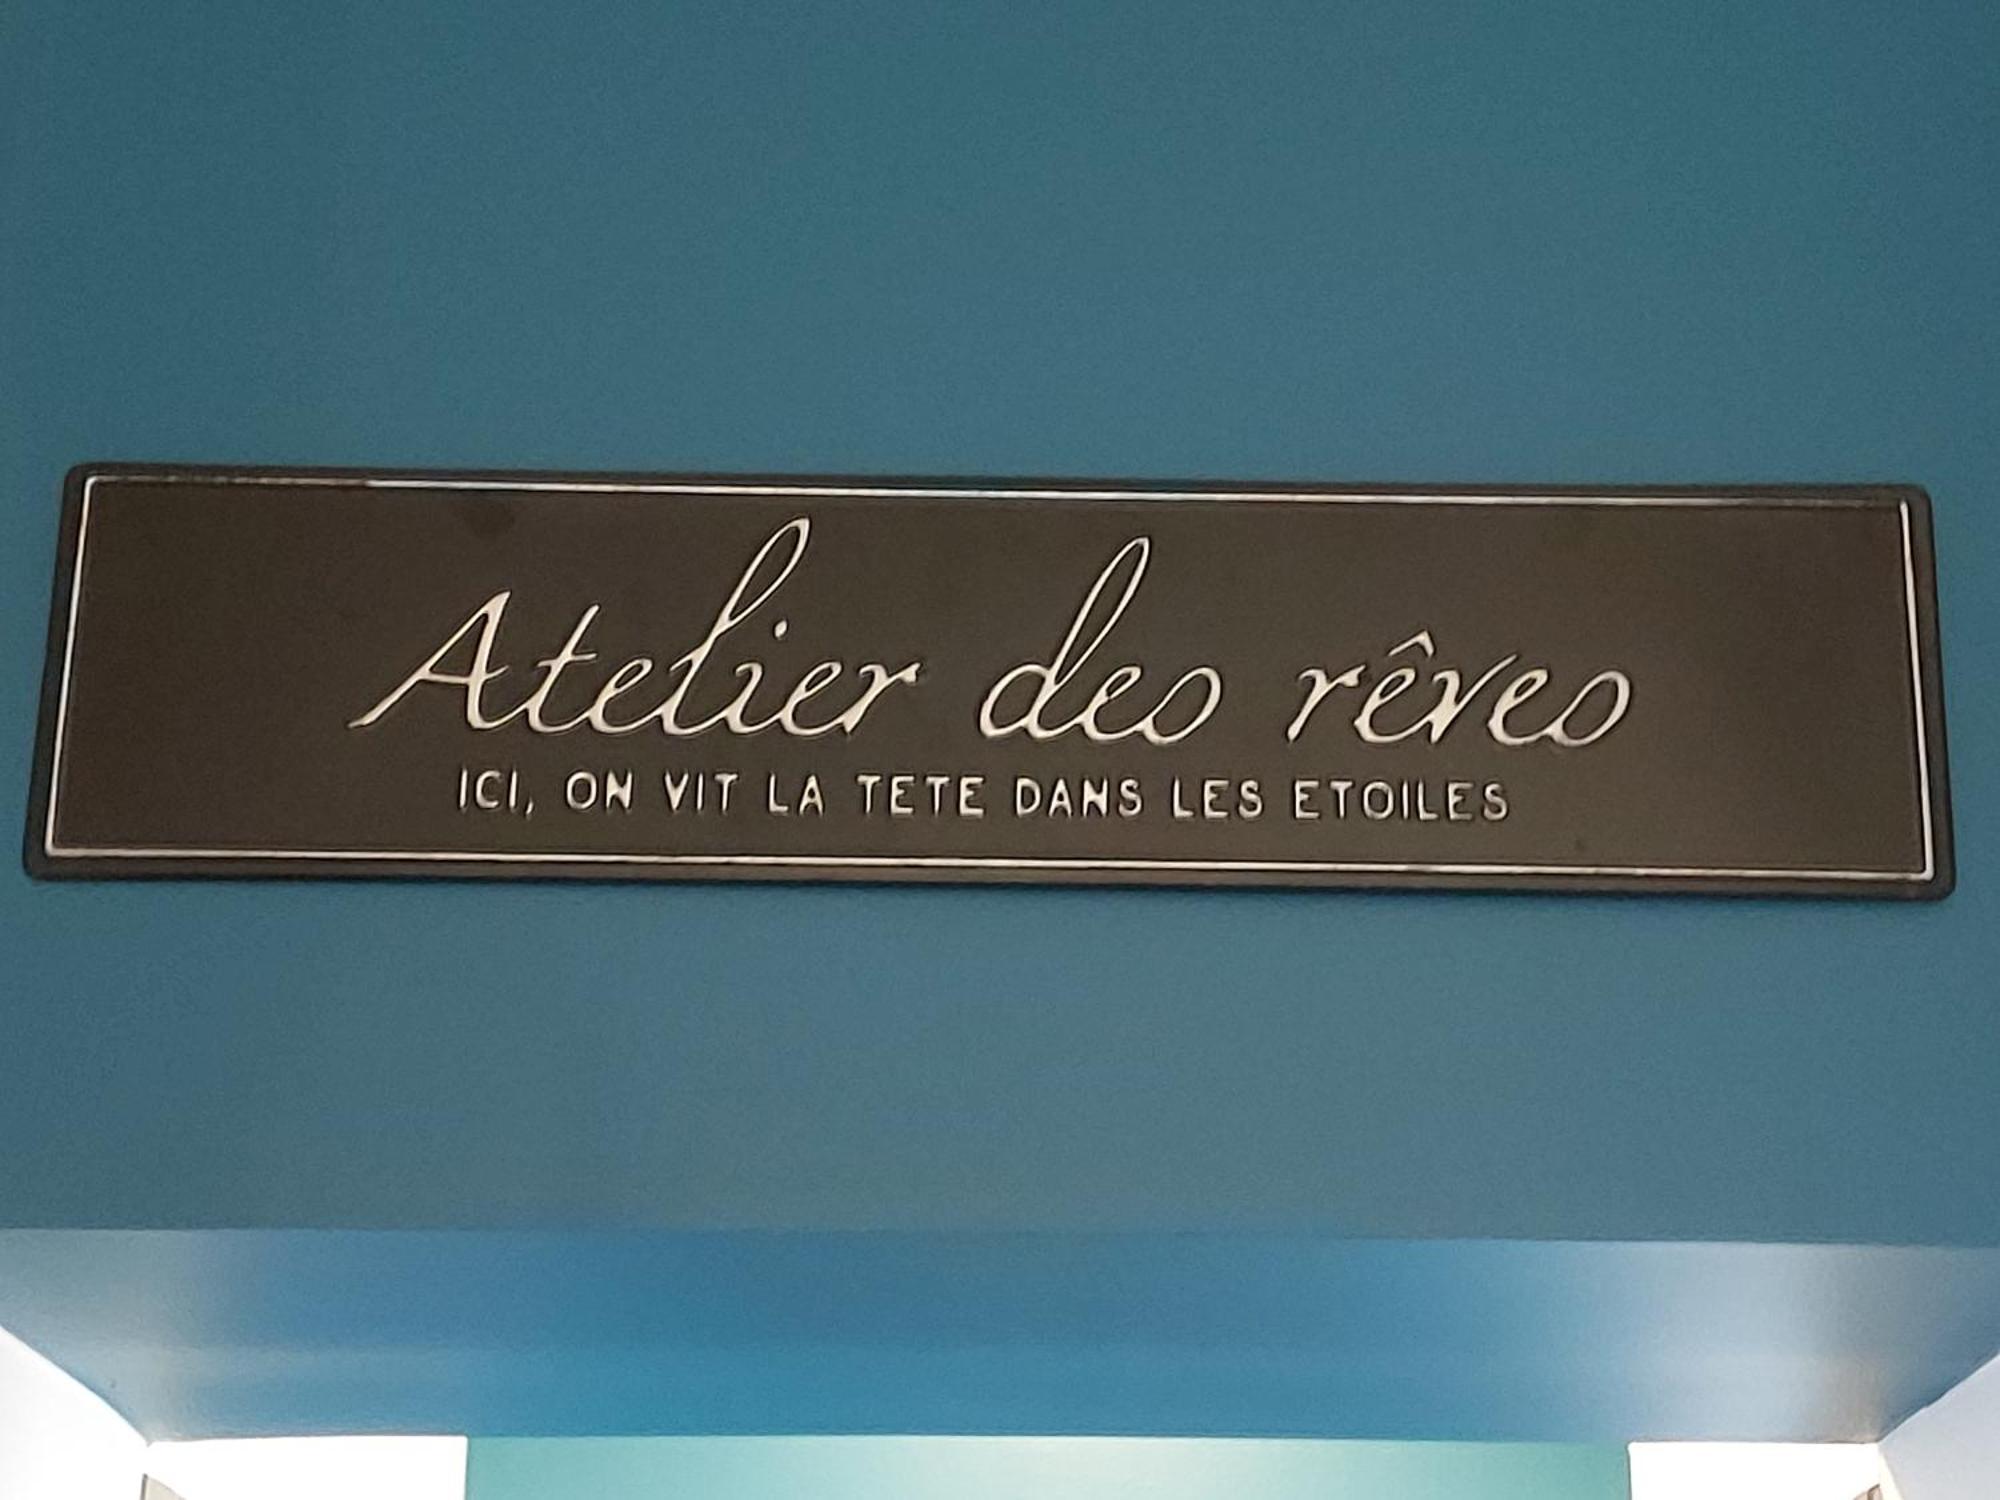 Atelier des rêves
ICI, ON VIT LA TETE DANS LES ETOILES